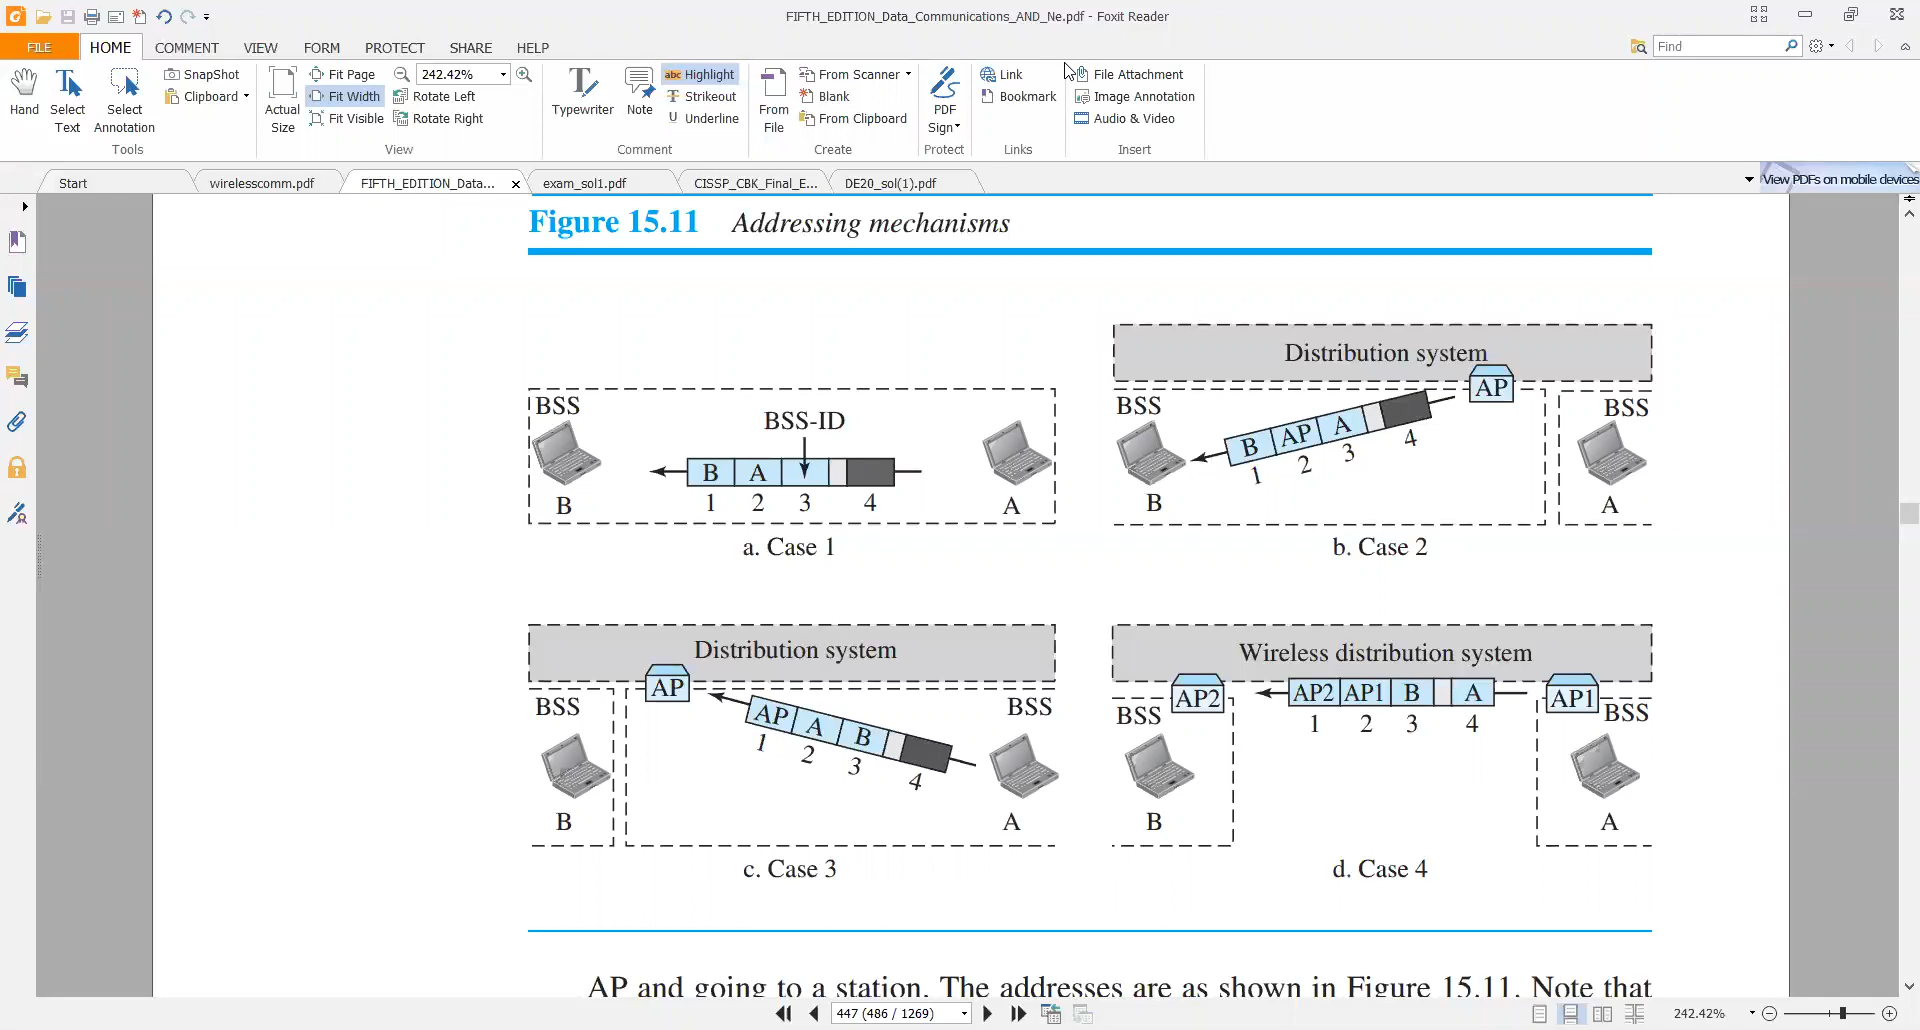 FIFTH_EDITION_Data_Communications_AND_Ne.pdf - Foxit Reader
FILE HOME COMMENT VIEW FORM PROTECT SHARE HELP
Find
Hand
Select Text
Select Annotation
SnapShot
Clipboard
Tools
Actual Size
Fit Page
Fit Width
Fit Visible
242.42%
Rotate Left
Rotate Right
View
Typewriter
Note
abc Highlight
T Strikeout
U Underline
Comment
From File
From Scanner
Blank
From Clipboard
Create
PDF Sign
Protect
Link
Bookmark
Links
File Attachment
Image Annotation
Audio & Video
Insert
Start
wirelesscomm.pdf
FIFTH_EDITION_Data...
exam_sol1.pdf
CISSP_CBK_Final_E...
DE20_sol(1).pdf
View PDFs on mobile devices
Figure 15.11 Addressing mechanisms
BSS
BSS-ID
B A
1 2 3 4
B A
a. Case 1
Distribution system
AP
BSS BSS
B AP A
1 2 3 4
B A
b. Case 2
Distribution system
AP
BSS BSS
AP A B
1 2 3 4
B A
c. Case 3
Wireless distribution system
AP2 AP2 AP1 B A AP1
BSS BSS
1 2 3 4
B A
d. Case 4
AP and going to a station. The addresses are as shown in Figure 15.11. Note that
447 (486 / 1269)
242.42%